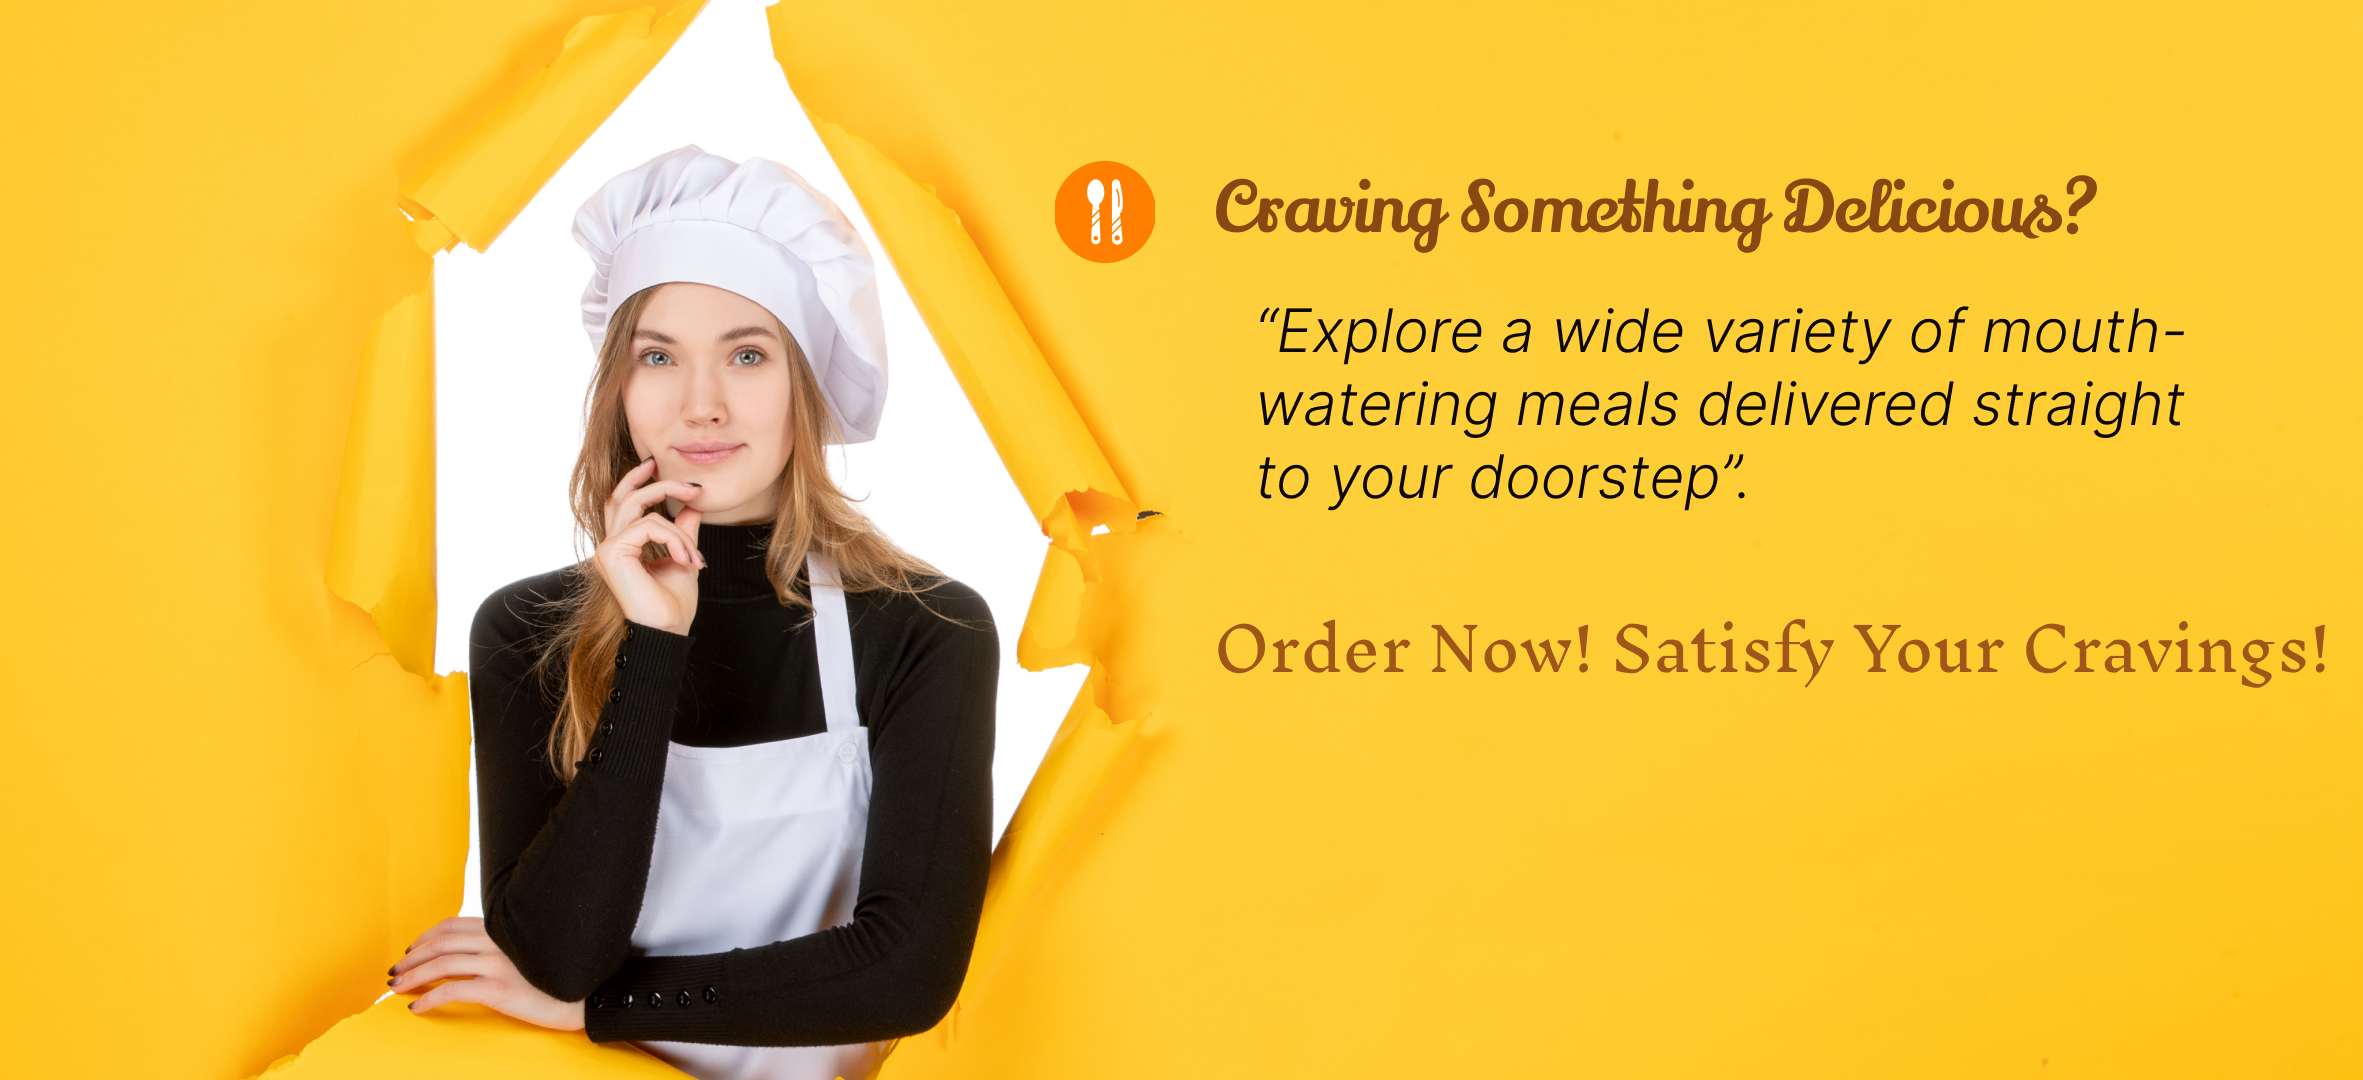 Craving Something Delicious?
“Explore a wide variety of mouth-
watering meals delivered straight
to your doorstep”.
Order Now! Satisfy Your Cravings!